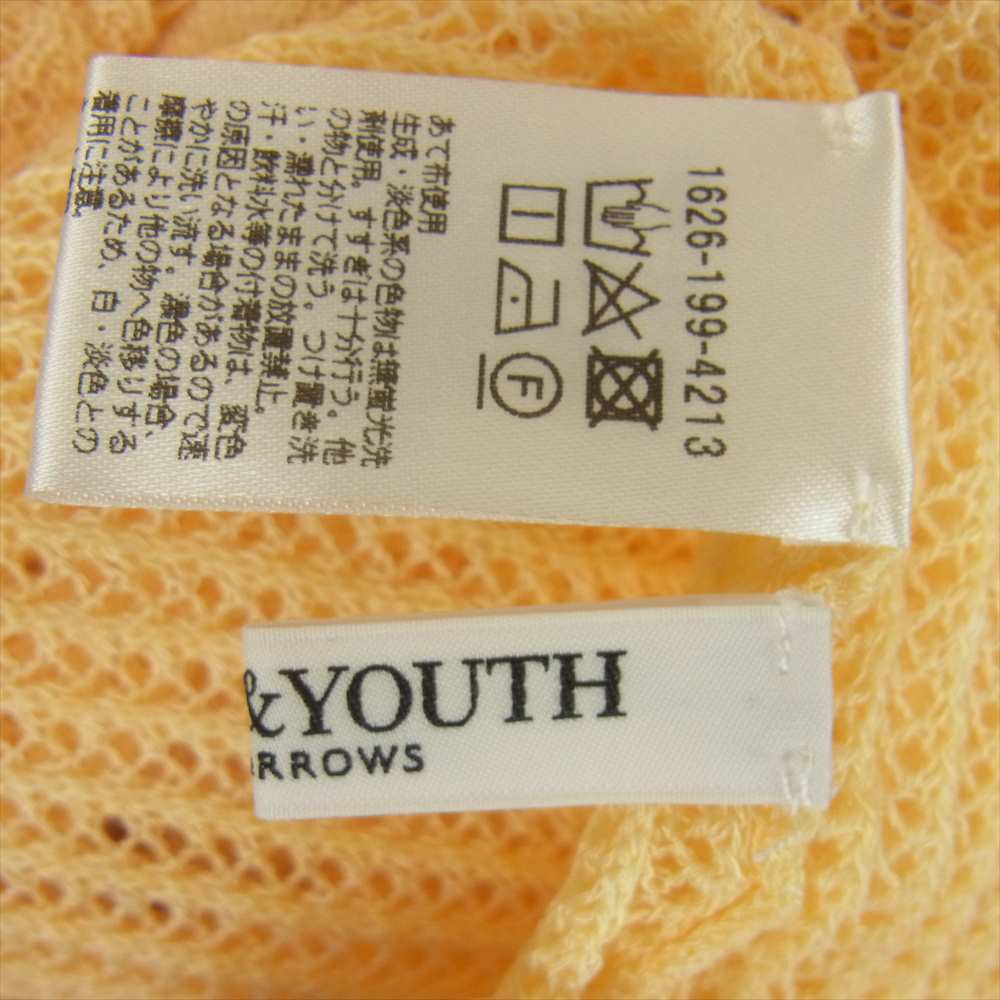 1626-199-4213
F
あて布使用
生成・淡色系の色物は無蛍光洗
剤使用。すすぎは十分行う。他
の物と分けて洗う。つけ置き洗
い・濡れたままの放置禁止。
汗・飲料水等の付着物は、変色
の原因となる場合があるので速
やかに洗い流す。濃色の場合、
摩擦により他の物へ色移りする
ことがあるため、白・淡色との
着用に注意
&YOUTH
RROWS